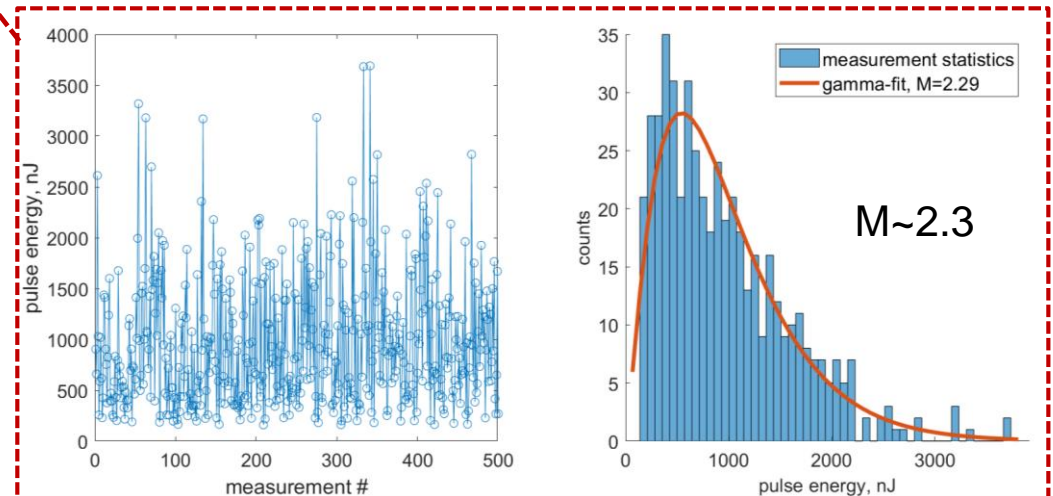 4000
3500
3000
2500
2000
1500
1000
500
0
pulse energy, nJ
0 100 200 300 400 500
measurement #
35
30
25
20
15
10
5
0
counts
measurement statistics
gamma-fit, M=2.29
M~2.3
0 1000 2000 3000
pulse energy, nJ